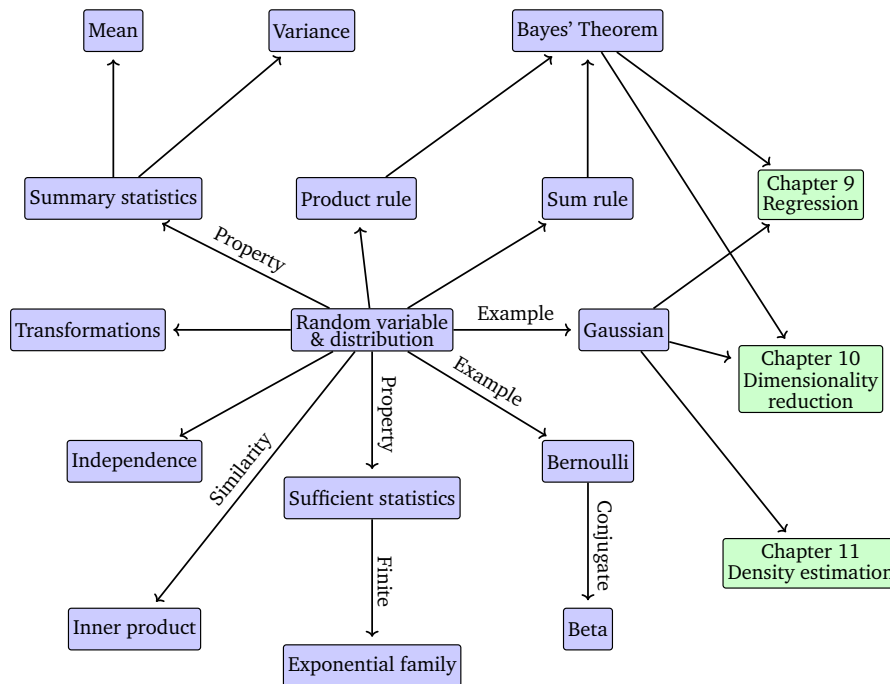 Mean
Variance
Bayes’ Theorem
Summary statistics
Product rule
Sum rule
Chapter 9
Regression
Property
Transformations
Random variable
& distribution
Example
Gaussian
Chapter 10
Dimensionality
reduction
Property
Example
Independence
Similarity
Sufficient statistics
Bernoulli
Finite
Conjugate
Chapter 11
Density estimation
Inner product
Exponential family
Beta